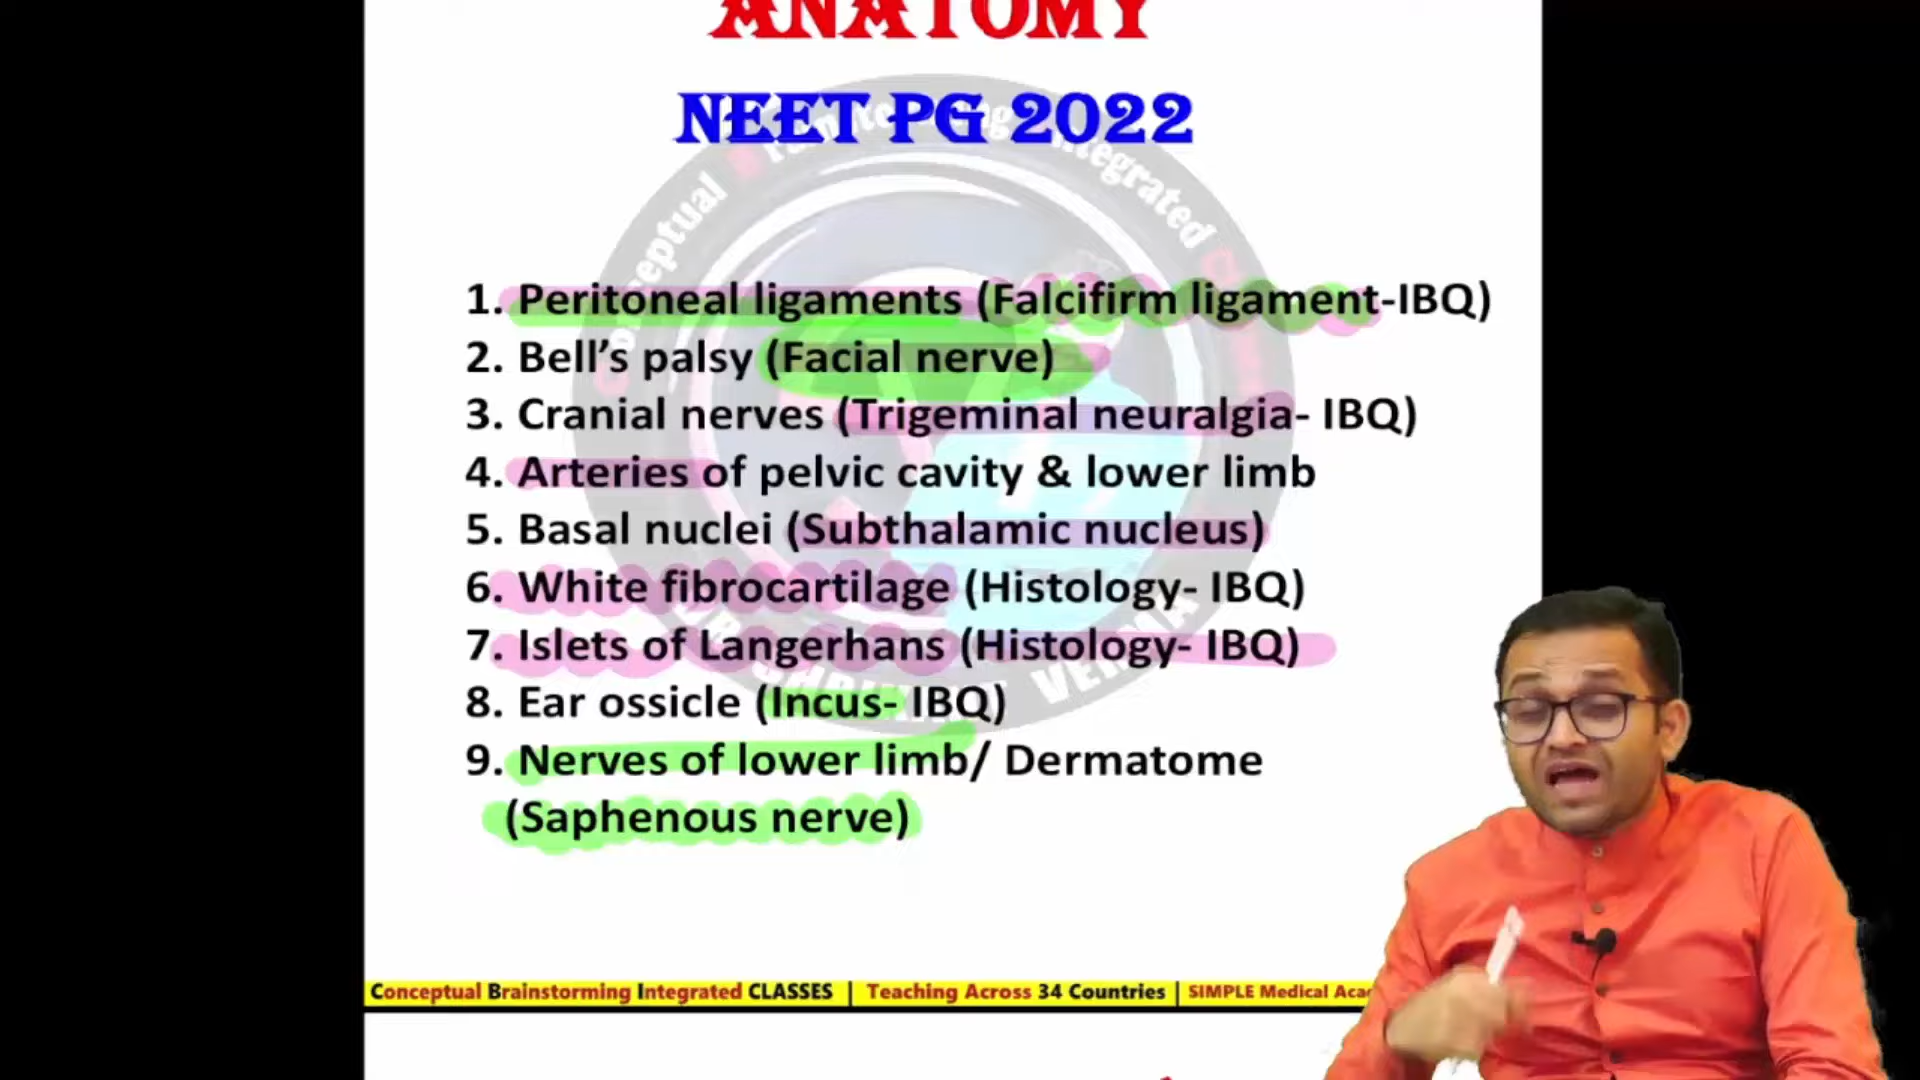 ANATOMY
NEET PG 2022
1. Peritoneal ligaments (Falcifirm ligament-IBQ)
2. Bell's palsy (Facial nerve)
3. Cranial nerves (Trigeminal neuralgia- IBQ)
4. Arteries of pelvic cavity & lower limb
5. Basal nuclei (Subthalamic nucleus)
6. White fibrocartilage (Histology- IBQ)
7. Islets of Langerhans (Histology- IBQ)
8. Ear ossicle (Incus- IBQ)
9. Nerves of lower limb/ Dermatome
(Saphenous nerve)
Conceptual Brainstorming Integrated CLASSES | Teaching Across 34 Countries | SIMPLE Medical